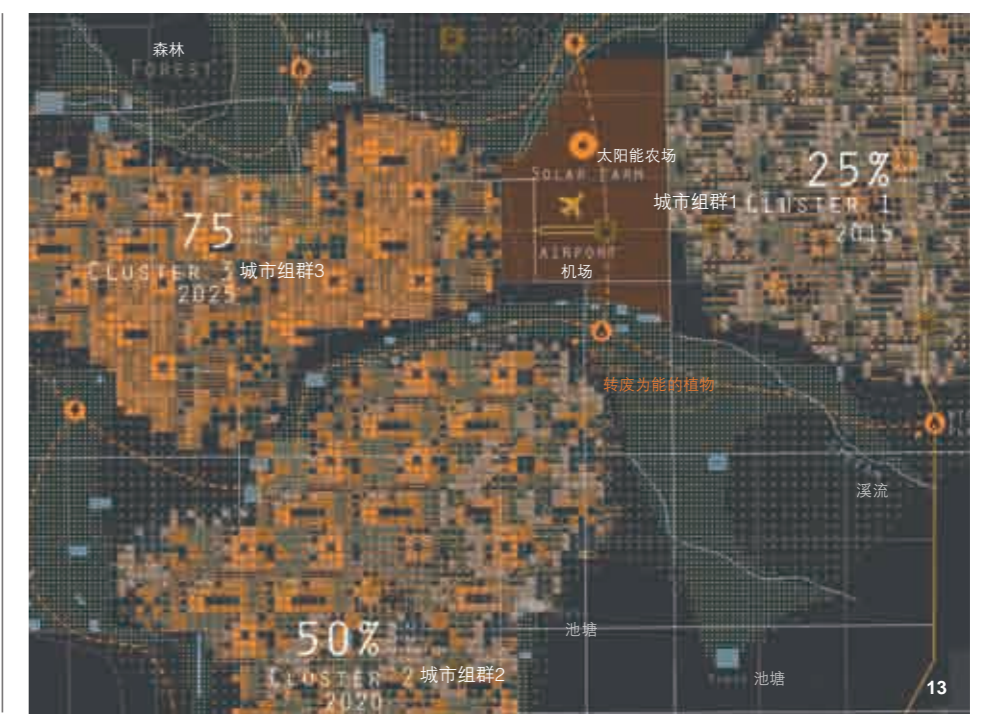 森林
FOREST
太阳能农场
SOLAR FARM
25%
城市组群1
CLUSTER 1
2015
75
CLUSTER 3
城市组群3
2025
AIRPORT
机场
转废为能的植物
溪流
50%
池塘
CLUSTER 2
城市组群2
2020
池塘
13